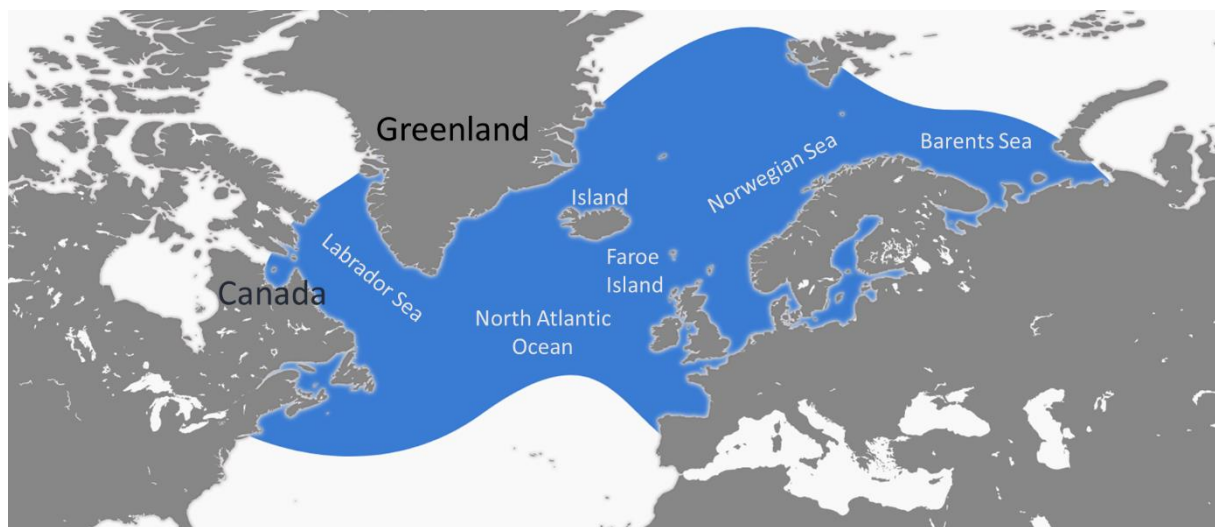 Greenland
Barents Sea
Norwegian Sea
Island
Faroe
Island
Labrador Sea
Canada
North Atlantic
Ocean